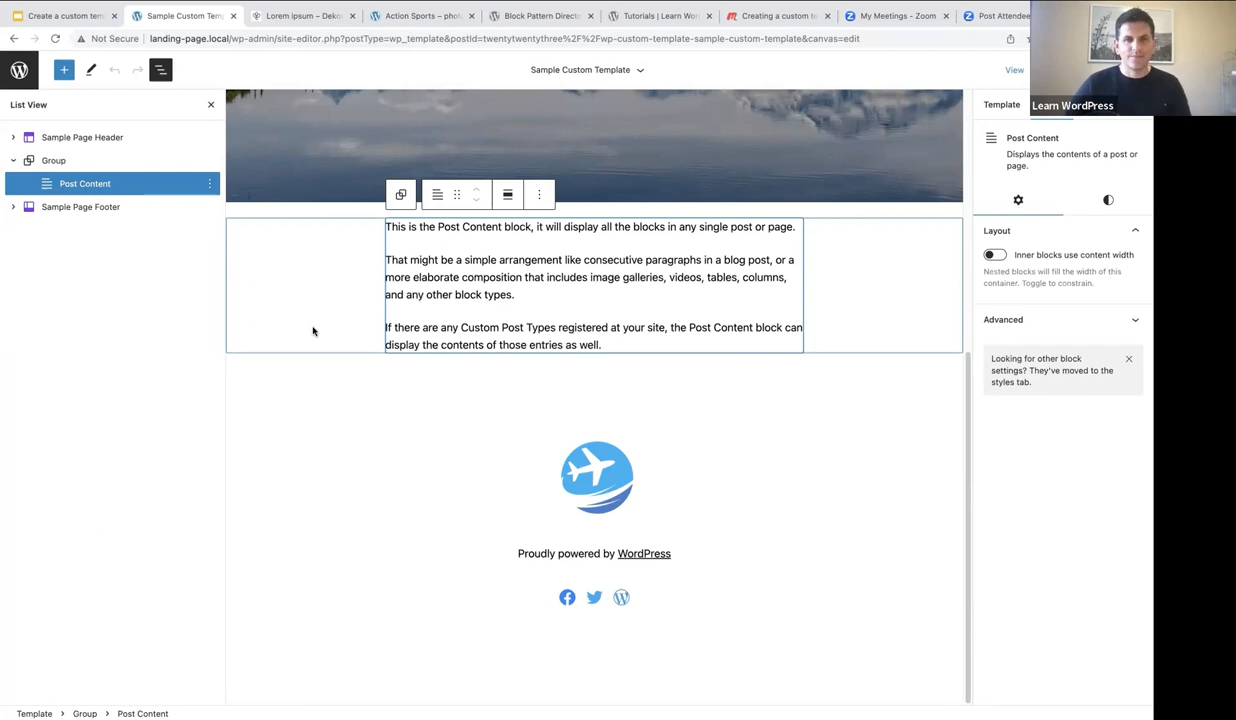 Create a custom tem
Sample Custom Tem
Lorem ipsum – Deko
Action Sports – phot
Block Pattern Direct
Tutorials | Learn Wor
Creating a custom te
My Meetings - Zoom
Post Attendee
Not Secure
landing-page.local/wp-admin/site-editor.php?postType=wp_template&postId=twentytwentythree%2F%2Fwp-custom-template-sample-custom-template&canvas=edit
Sample Custom Template
View
Learn WordPress
List View
Template
Sample Page Header
Group
Post Content
Sample Page Footer
This is the Post Content block, it will display all the blocks in any single post or page.
That might be a simple arrangement like consecutive paragraphs in a blog post, or a
more elaborate composition that includes image galleries, videos, tables, columns,
and any other block types.
If there are any Custom Post Types registered at your site, the Post Content block can
display the contents of those entries as well.
Proudly powered by WordPress
Post Content
Displays the contents of a post or
page.
Layout
Inner blocks use content width
Nested blocks will fill the width of this
container. Toggle to constrain.
Advanced
Looking for other block
settings? They've moved to the
styles tab.
Template
Group
Post Content